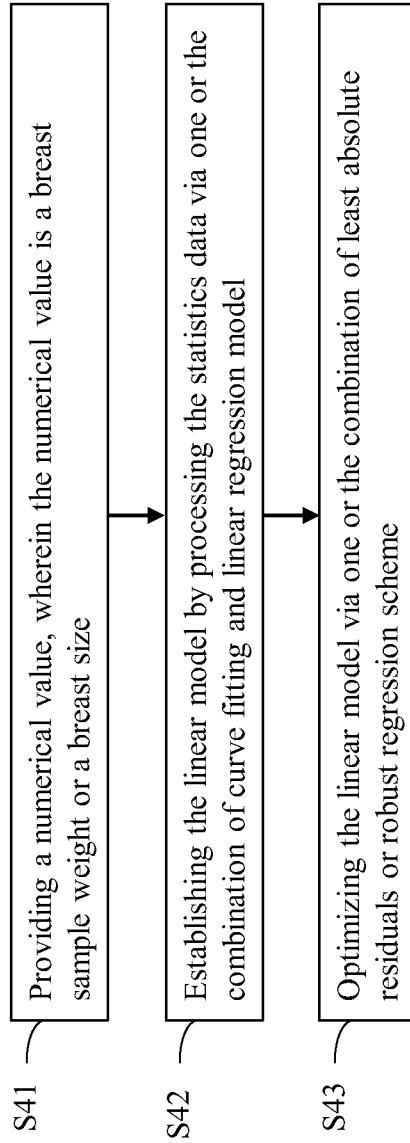 S41
Providing a numerical value, wherein the numerical value is a breast
sample weight or a breast size
S42
Establishing the linear model by processing the statistics data via one or the
combination of curve fitting and linear regression model
S43
Optimizing the linear model via one or the combination of least absolute
residuals or robust regression scheme